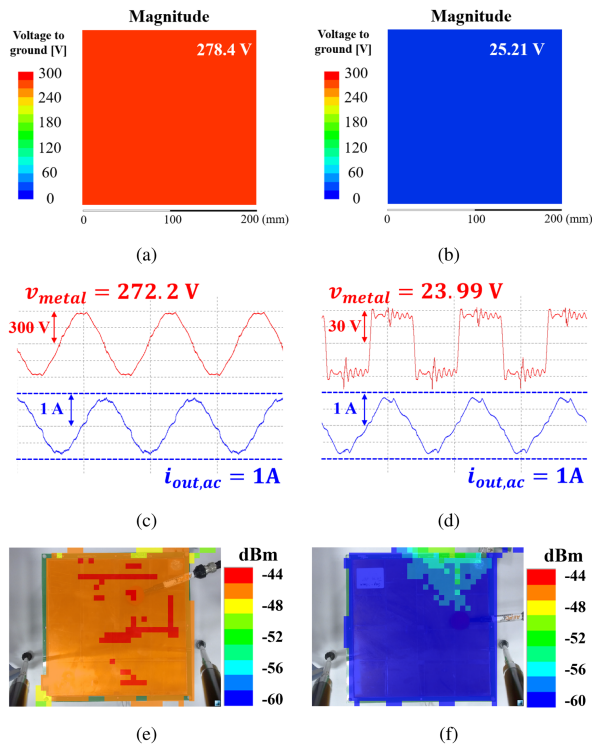 Magnitude
Voltage to
ground [V]
278.4 V
300
240
180
120
60
0
0 100 200 (mm)
(a)
Magnitude
Voltage to
ground [V]
25.21 V
300
240
180
120
60
0
0 100 200 (mm)
(b)
v_metal = 272.2 V
300 V
1 A
i_out,ac = 1A
(c)
v_metal = 23.99 V
30 V
1 A
i_out,ac = 1A
(d)
dBm
-44
-48
-52
-56
-60
(e)
dBm
-44
-48
-52
-56
-60
(f)